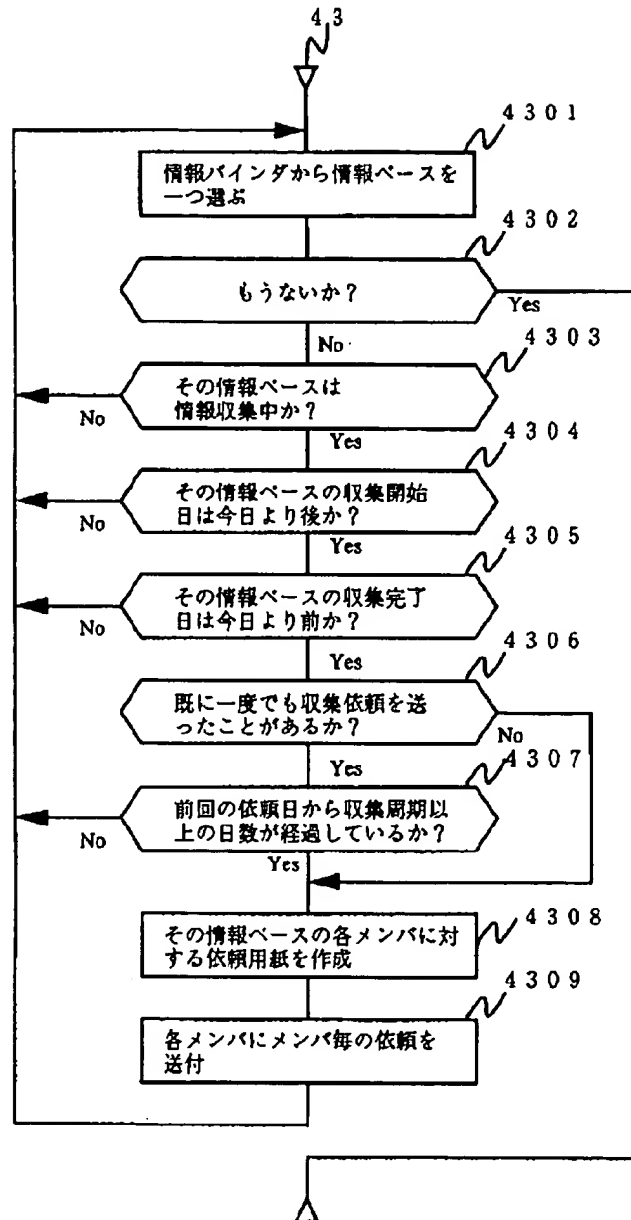 43
4301
情報バインダから情報ベースを
一つ選ぶ
4302
もうないか?
Yes
No
4303
その情報ベースは
情報収集中か?
No
Yes
4304
その情報ベースの収集開始
日は今日より後か?
No
Yes
4305
その情報ベースの収集完了
日は今日より前か?
No
Yes
4306
既に一度でも収集依頼を送
ったことがあるか?
No
Yes
4307
前回の依頼日から収集周期以
上の日数が経過しているか?
No
Yes
4308
その情報ベースの各メンバに対
する依頼用紙を作成
4309
各メンバにメンバ毎の依頼を
送付